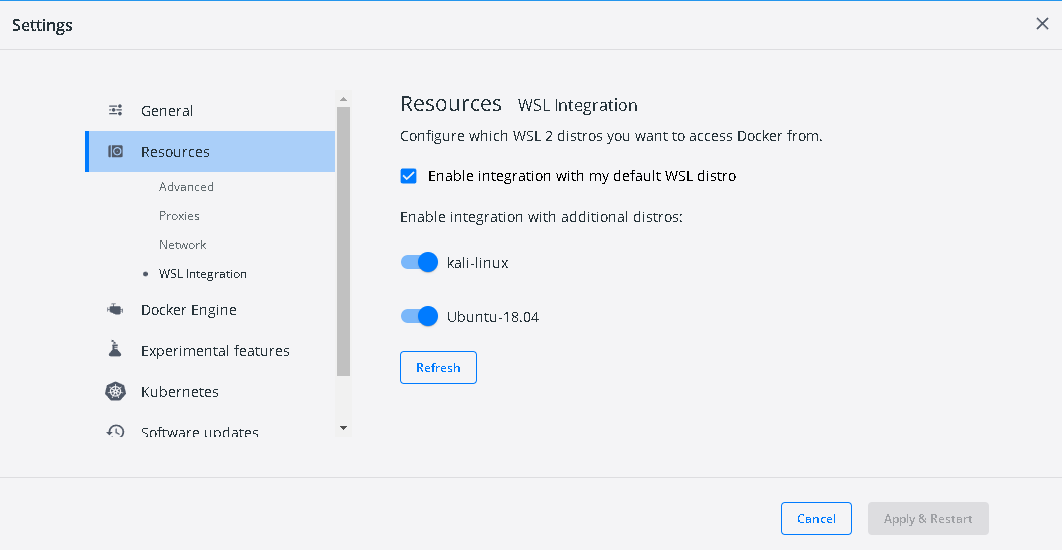 Settings
General
Resources
Advanced
Proxies
Network
WSL Integration
Docker Engine
Experimental features
Kubernetes
Software updates
Resources WSL Integration
Configure which WSL 2 distros you want to access Docker from.
Enable integration with my default WSL distro
Enable integration with additional distros:
kali-linux
Ubuntu-18.04
Refresh
Cancel
Apply & Restart